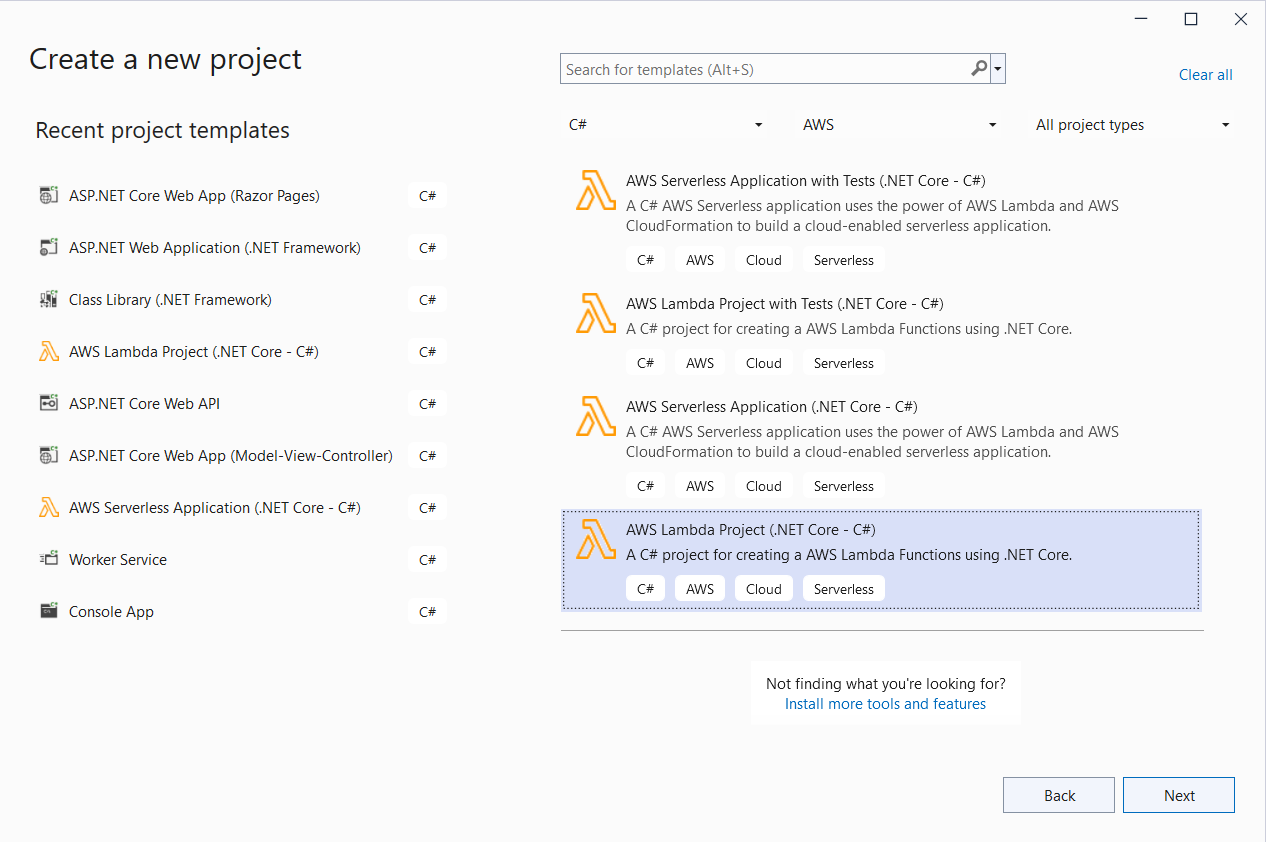 Create a new project
Search for templates (Alt+S)
Clear all
Recent project templates
ASP.NET Core Web App (Razor Pages) C#
ASP.NET Web Application (.NET Framework) C#
Class Library (.NET Framework) C#
AWS Lambda Project (.NET Core - C#) C#
ASP.NET Core Web API C#
ASP.NET Core Web App (Model-View-Controller) C#
AWS Serverless Application (.NET Core - C#) C#
Worker Service C#
Console App C#
C# AWS All project types
AWS Serverless Application with Tests (.NET Core - C#)
A C# AWS Serverless application uses the power of AWS Lambda and AWS
CloudFormation to build a cloud-enabled serverless application.
C# AWS Cloud Serverless
AWS Lambda Project with Tests (.NET Core - C#)
A C# project for creating a AWS Lambda Functions using .NET Core.
C# AWS Cloud Serverless
AWS Serverless Application (.NET Core - C#)
A C# AWS Serverless application uses the power of AWS Lambda and AWS
CloudFormation to build a cloud-enabled serverless application.
C# AWS Cloud Serverless
AWS Lambda Project (.NET Core - C#)
A C# project for creating a AWS Lambda Functions using .NET Core.
C# AWS Cloud Serverless
Not finding what you're looking for?
Install more tools and features
Back Next